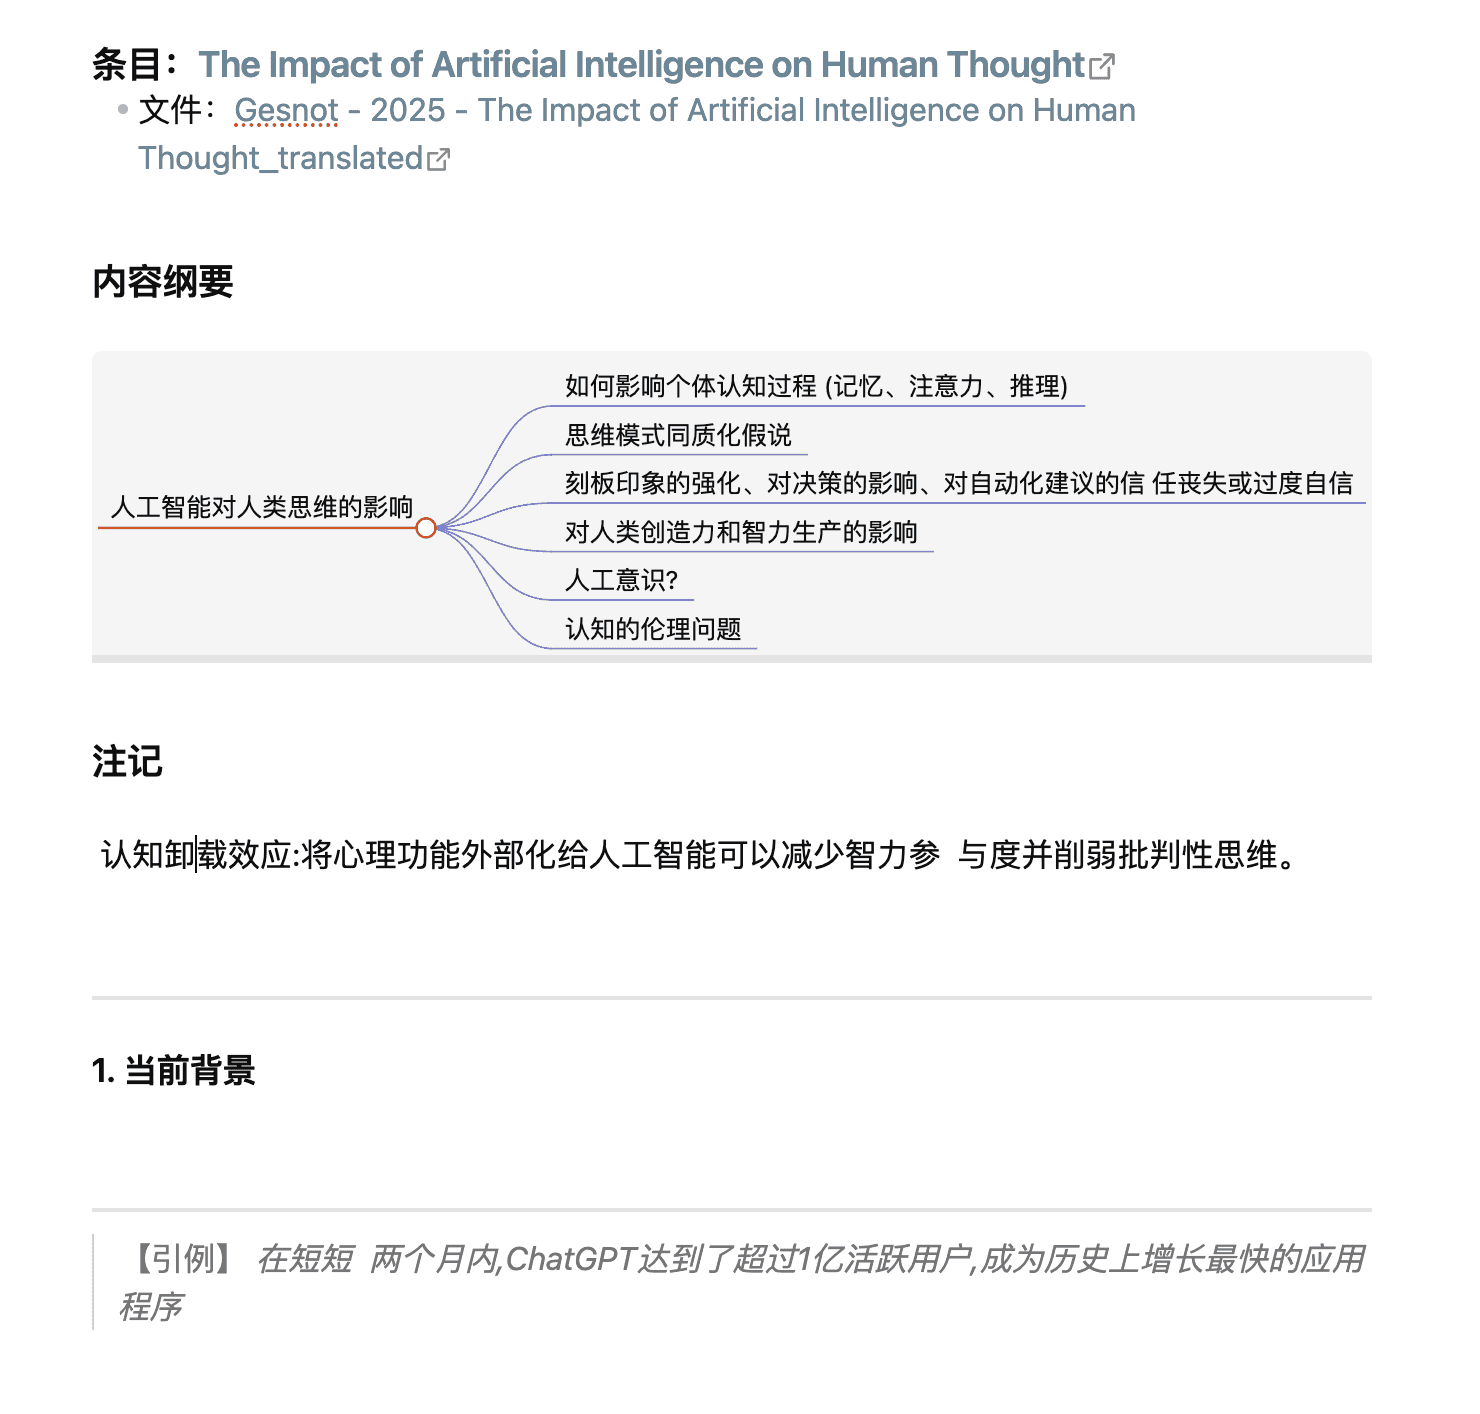 条目：The Impact of Artificial Intelligence on Human Thought
文件：Gesnot - 2025 - The Impact of Artificial Intelligence on Human
Thought_translated
内容纲要
人工智能对人类思维的影响
如何影响个体认知过程 (记忆、注意力、推理)
思维模式同质化假说
刻板印象的强化、对决策的影响、对自动化建议的信 任丧失或过度自信
对人类创造力和智力生产的影响
人工意识?
认知的伦理问题
注记
认知卸载效应:将心理功能外部化给人工智能可以减少智力参 与度并削弱批判性思维。
1. 当前背景
【引例】 在短短 两个月内,ChatGPT达到了超过1亿活跃用户,成为历史上增长最快的应用
程序